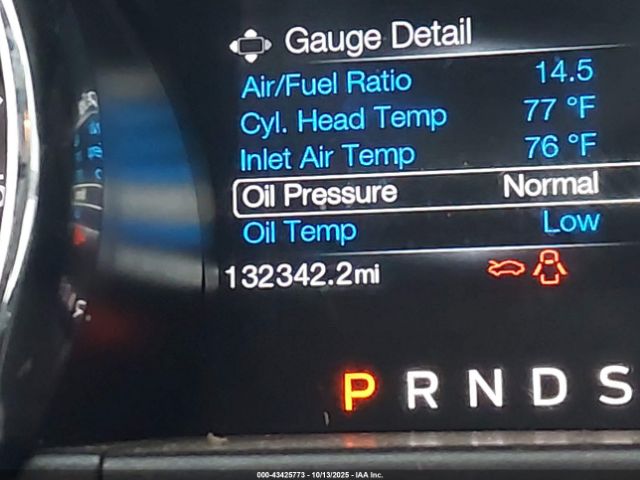 Gauge Detail
Air/Fuel Ratio 14.5
Cyl. Head Temp 77 °F
Inlet Air Temp 76 °F
Oil Pressure Normal
Oil Temp Low
132342.2mi
P R N D S
000-43425773 - 10/13/2025 - IAA Inc.